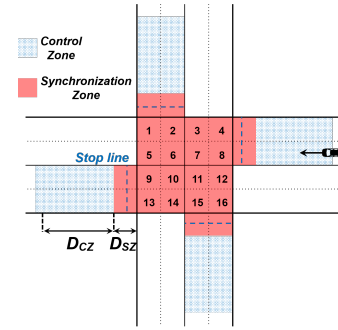 Control
Zone
Synchronization
Zone
1 2 3 4
Stop line
5 6 7 8
9 10 11 12
13 14 15 16
DCZ DSZ